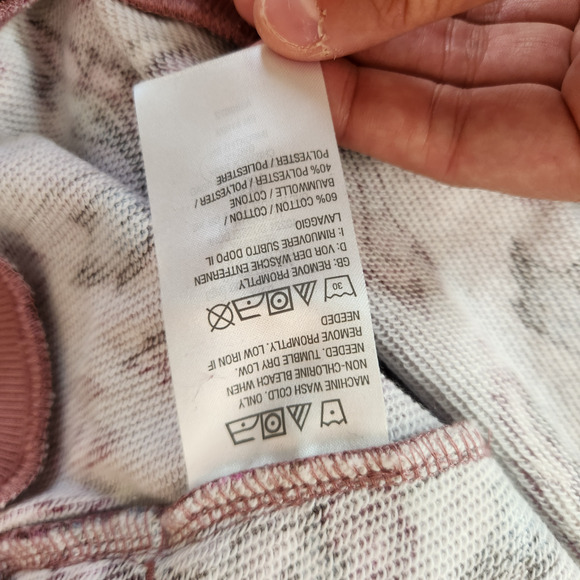 MACHINE WASH COLD. ONLY
NON-CHLORINE BLEACH WHEN
NEEDED. TUMBLE DRY LOW.
REMOVE PROMPTLY. LOW IRON IF
NEEDED
30
GB: REMOVE PROMPTLY
D: VOR DER WÄSCHE ENTFERNEN
I: RIMUOVERE SUBITO DOPO IL
LAVAGGIO
60% COTTON / COTTON /
BAUMWOLLE / COTONE
40% POLYESTER / POLYESTER /
POLYESTER / POLIESTERE